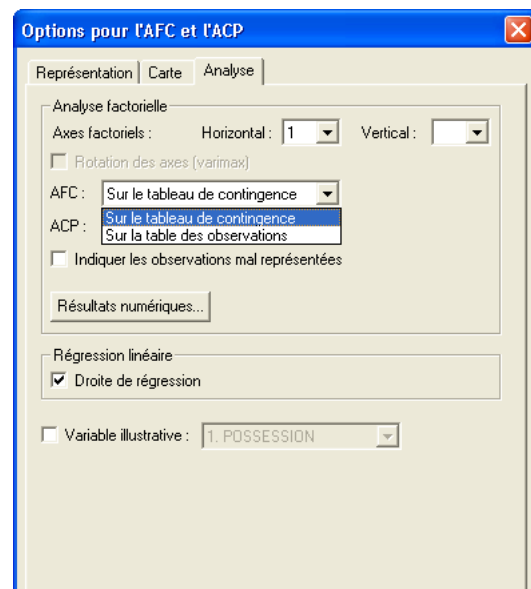 Options pour l'AFC et l'ACP
Représentation Carte Analyse
Analyse factorielle
Axes factoriels : Horizontal : 1 Vertical :
Rotation des axes (varimax)
AFC : Sur le tableau de contingence
Sur le tableau de contingence
ACP :
Sur la table des observations
Indiquer les observations mal représentées
Résultats numériques...
Régression linéaire
Droite de régression
Variable illustrative : 1. POSSESSION